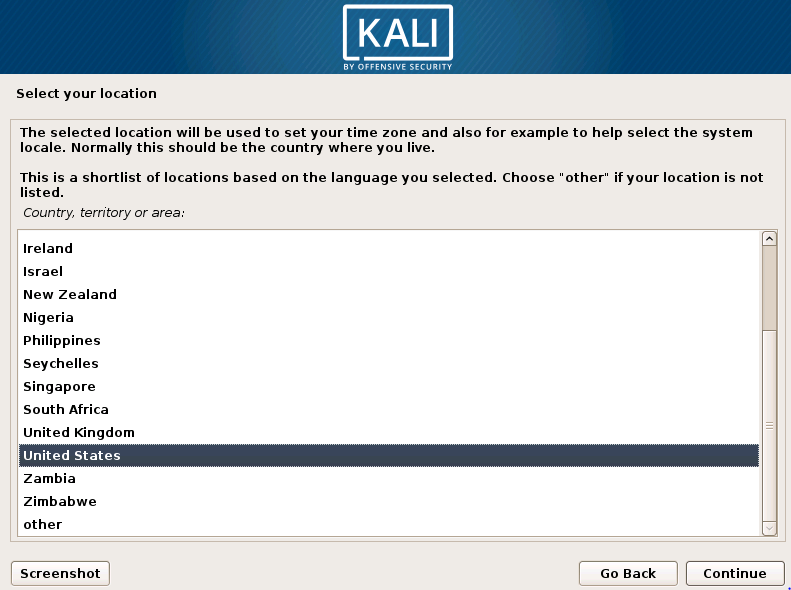 KALI
BY OFFENSIVE SECURITY
Select your location
The selected location will be used to set your time zone and also for example to help select the system
locale. Normally this should be the country where you live.
This is a shortlist of locations based on the language you selected. Choose "other" if your location is not
listed.
Country, territory or area:
Ireland
Israel
New Zealand
Nigeria
Philippines
Seychelles
Singapore
South Africa
United Kingdom
United States
Zambia
Zimbabwe
other
Screenshot
Go Back
Continue